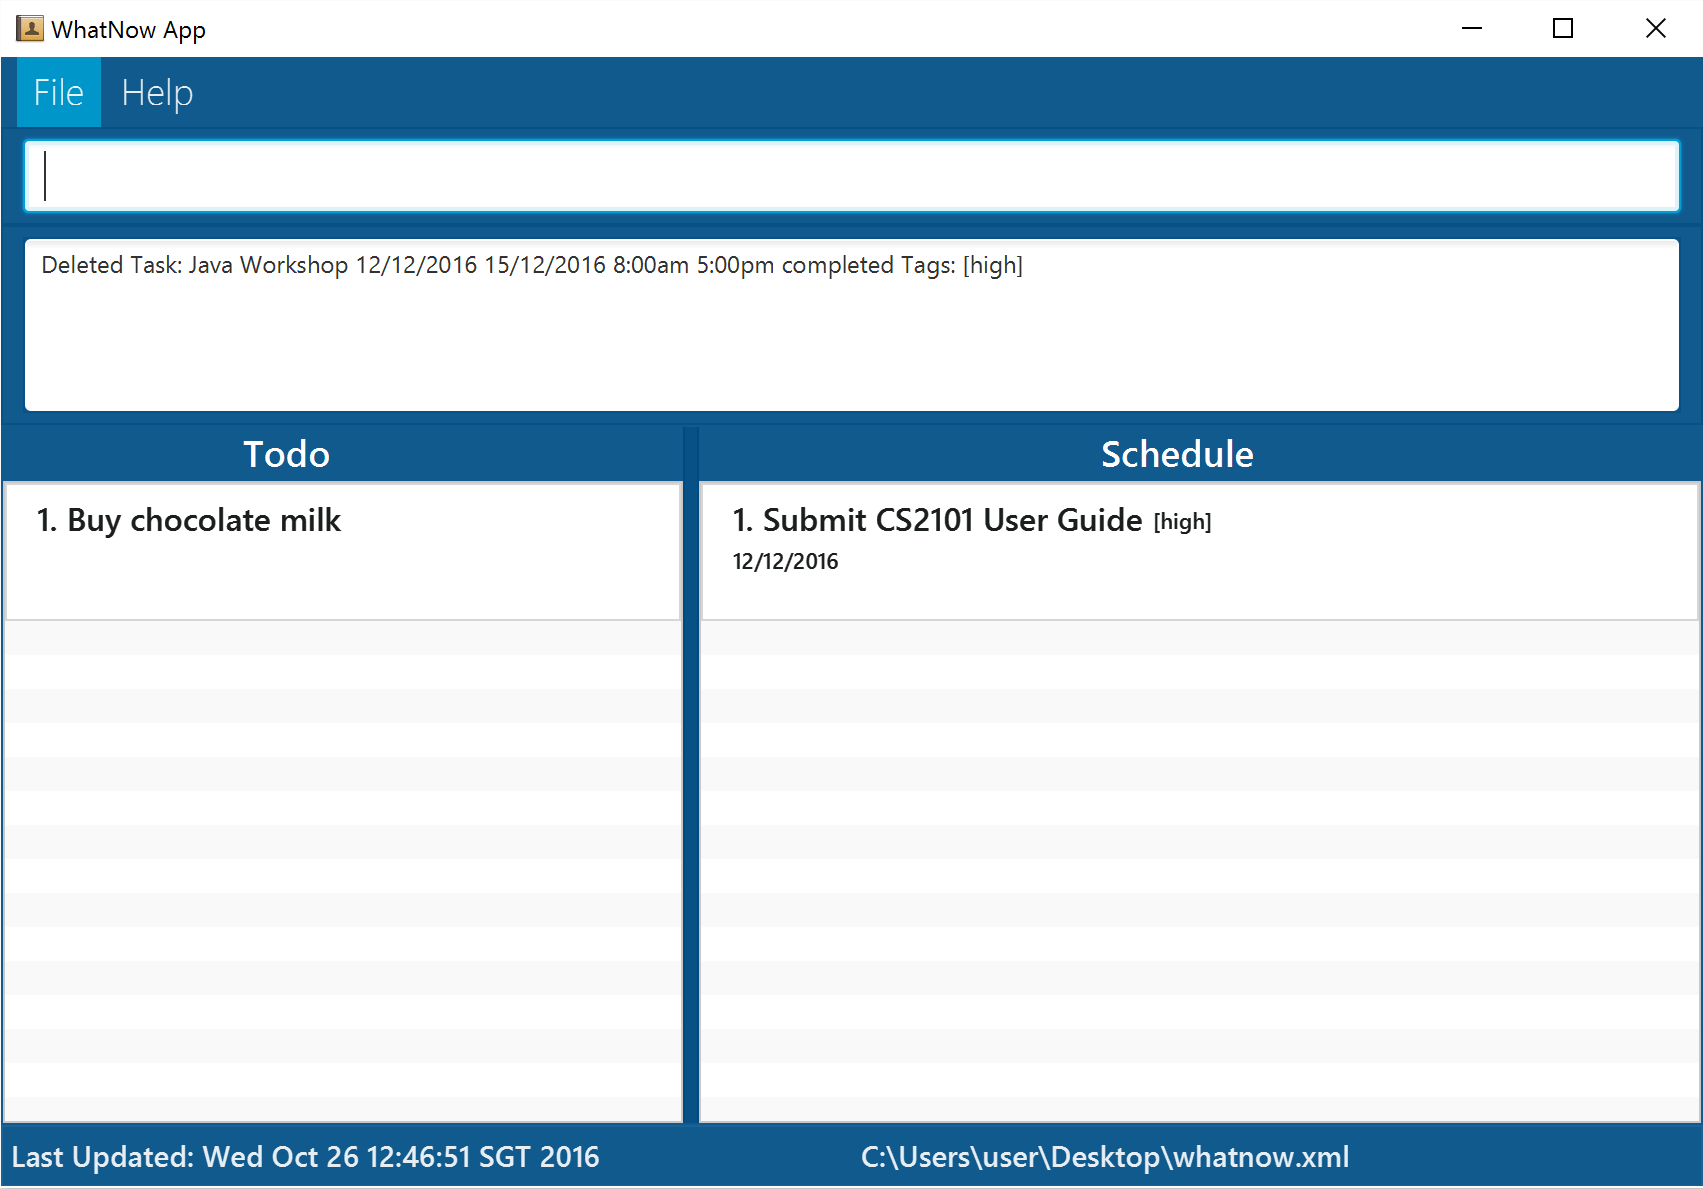 WhatNow App
File Help
Deleted Task: Java Workshop 12/12/2016 15/12/2016 8:00am 5:00pm completed Tags: [high]
Todo
Schedule
1. Buy chocolate milk
1. Submit CS2101 User Guide [high]
12/12/2016
Last Updated: Wed Oct 26 12:46:51 SGT 2016
C:\Users\user\Desktop\whatnow.xml